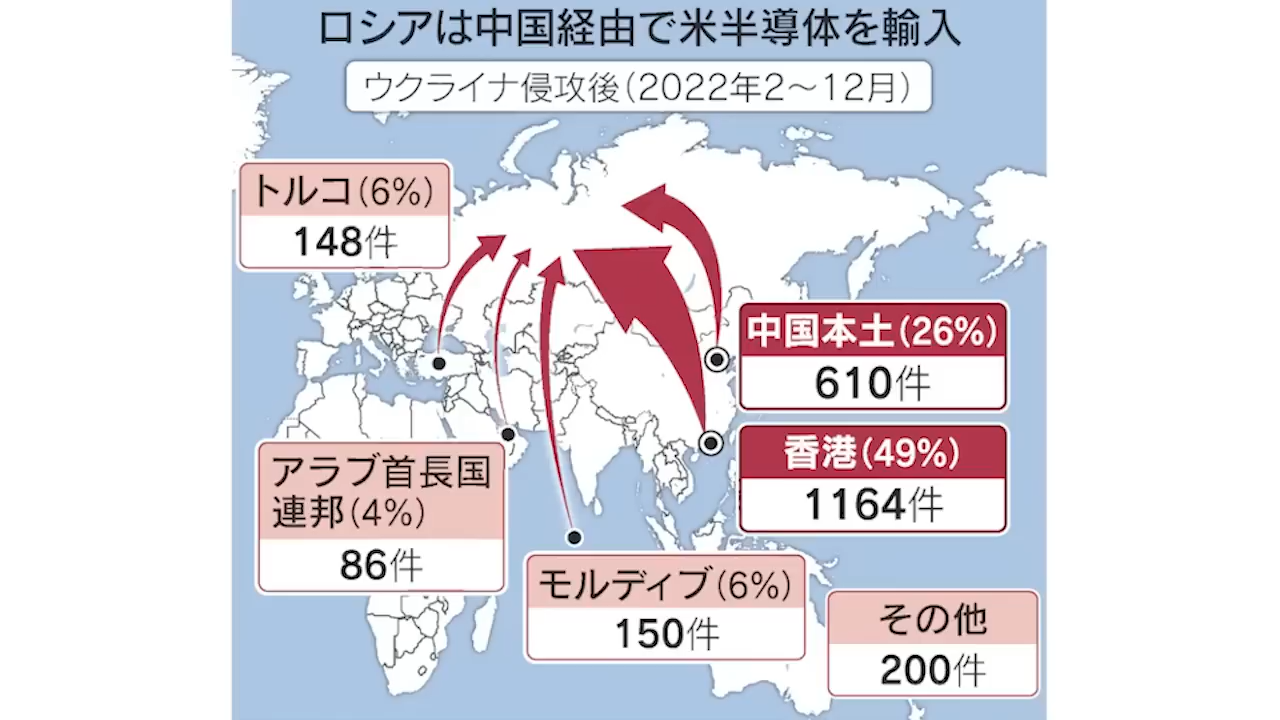 ロシアは中国経由で米半導体を輸入
ウクライナ侵攻後(2022年2～12月)
トルコ(6%)
148件
中国本土(26%)
610件
香港(49%)
1164件
アラブ首長国
連邦(4%)
86件
モルディブ(6%)
150件
その他
200件